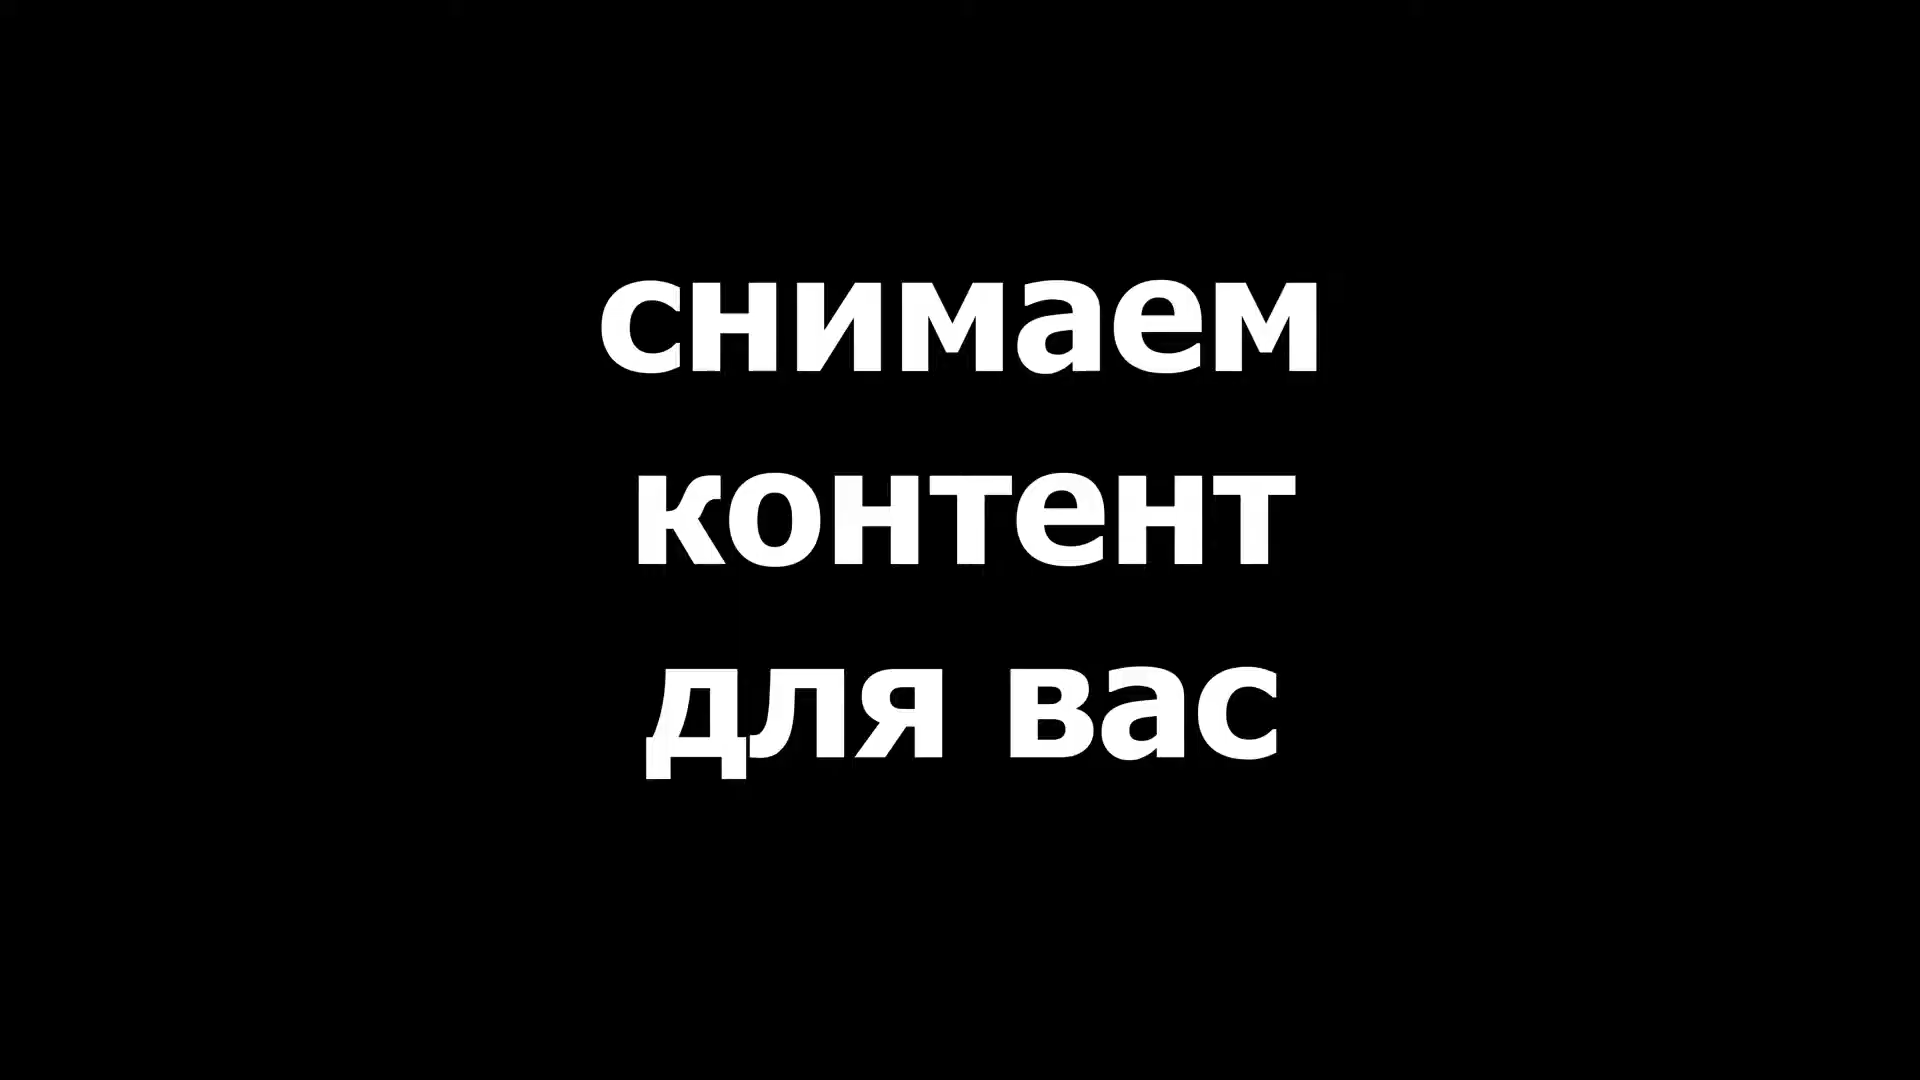 снимаем
контент
для вас